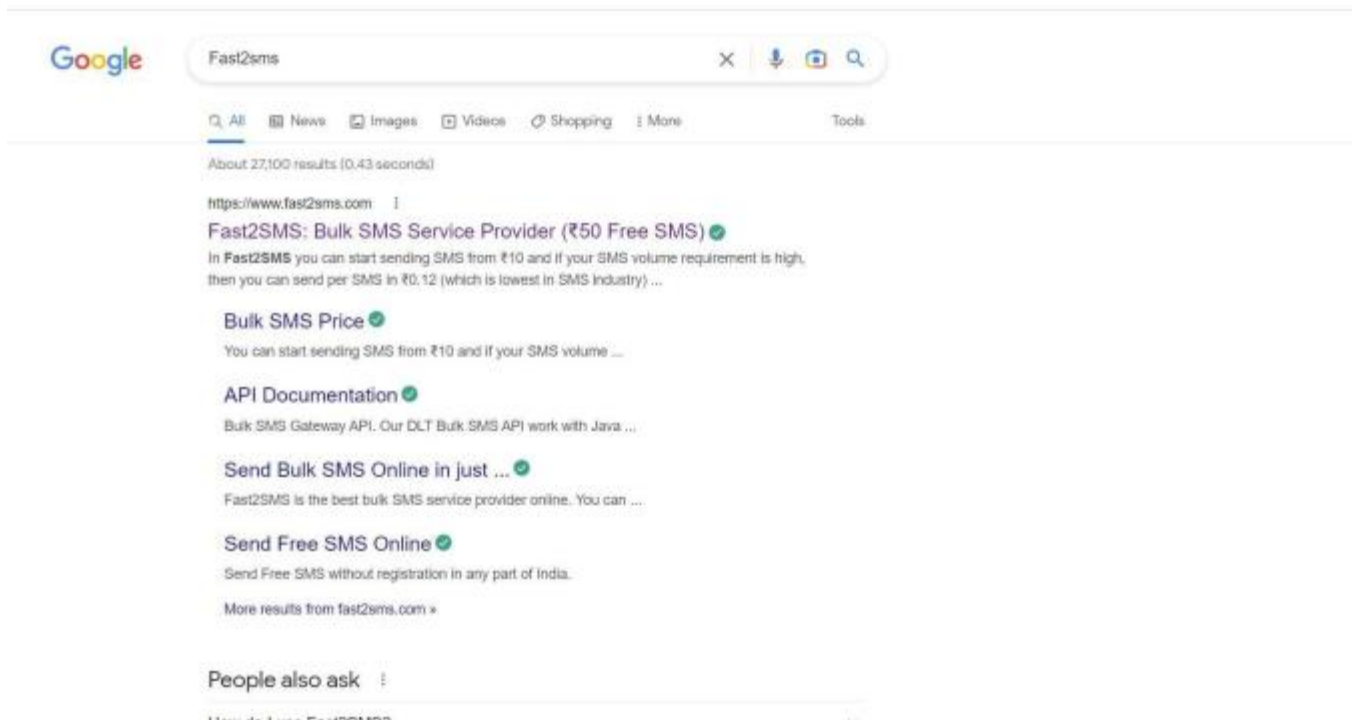 Google
Fast2sms
All News Images Videos Shopping More Tools
About 27,100 results (0.43 seconds)
https://www.fast2sms.com
Fast2SMS: Bulk SMS Service Provider (₹50 Free SMS)
In Fast2SMS you can start sending SMS from ₹10 and if your SMS volume requirement is high,
then you can send per SMS in ₹0.12 (which is lowest in SMS industry) ...
Bulk SMS Price
You can start sending SMS from ₹10 and if your SMS volume ...
API Documentation
Bulk SMS Gateway API. Our DLT Bulk SMS API work with Java ...
Send Bulk SMS Online in just ...
Fast2SMS is the best bulk SMS service provider online. You can ...
Send Free SMS Online
Send Free SMS without registration in any part of India.
More results from fast2sms.com »
People also ask
How do I use Fast2SMS?